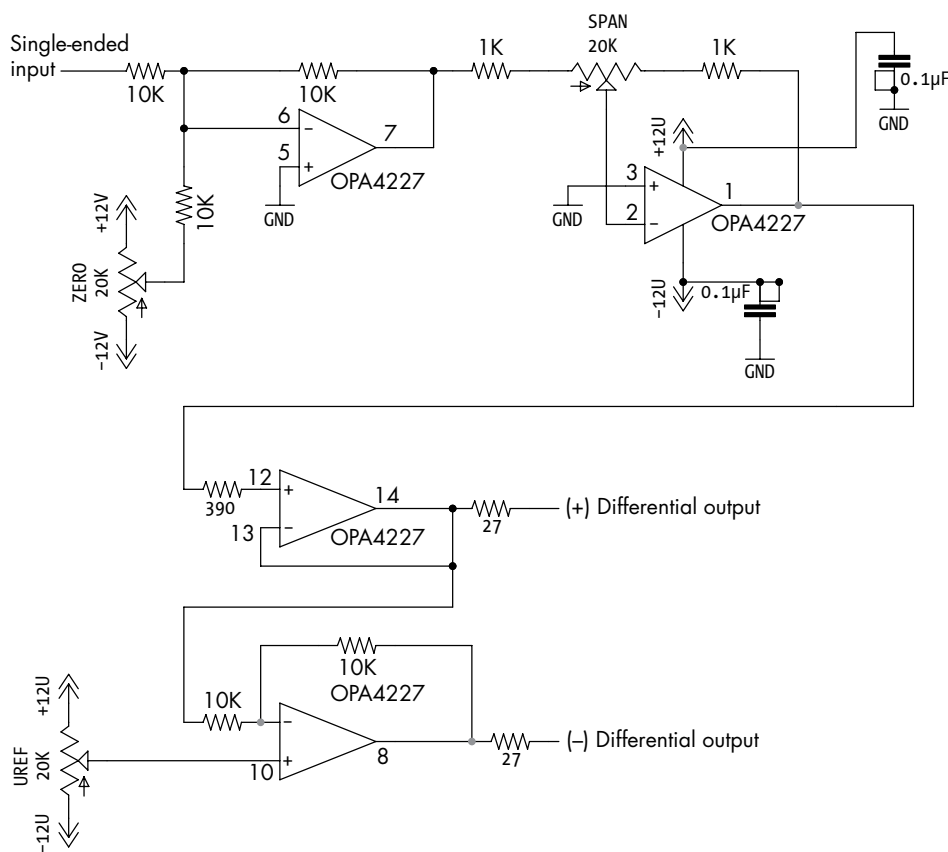 Single-ended
input
10K
10K
1K
SPAN
20K
1K
0.1µF
GND
6
−
7
5
+
OPA4227
GND
10K
+12V
ZERO
20K
−12V
+12U
3
+
1
2
−
OPA4227
GND
−12U
0.1µF
GND
390
12
+
14
13
−
OPA4227
27
(+) Differential output
10K
OPA4227
10K
−
+
10
8
27
(−) Differential output
+12U
UREF
20K
−12U